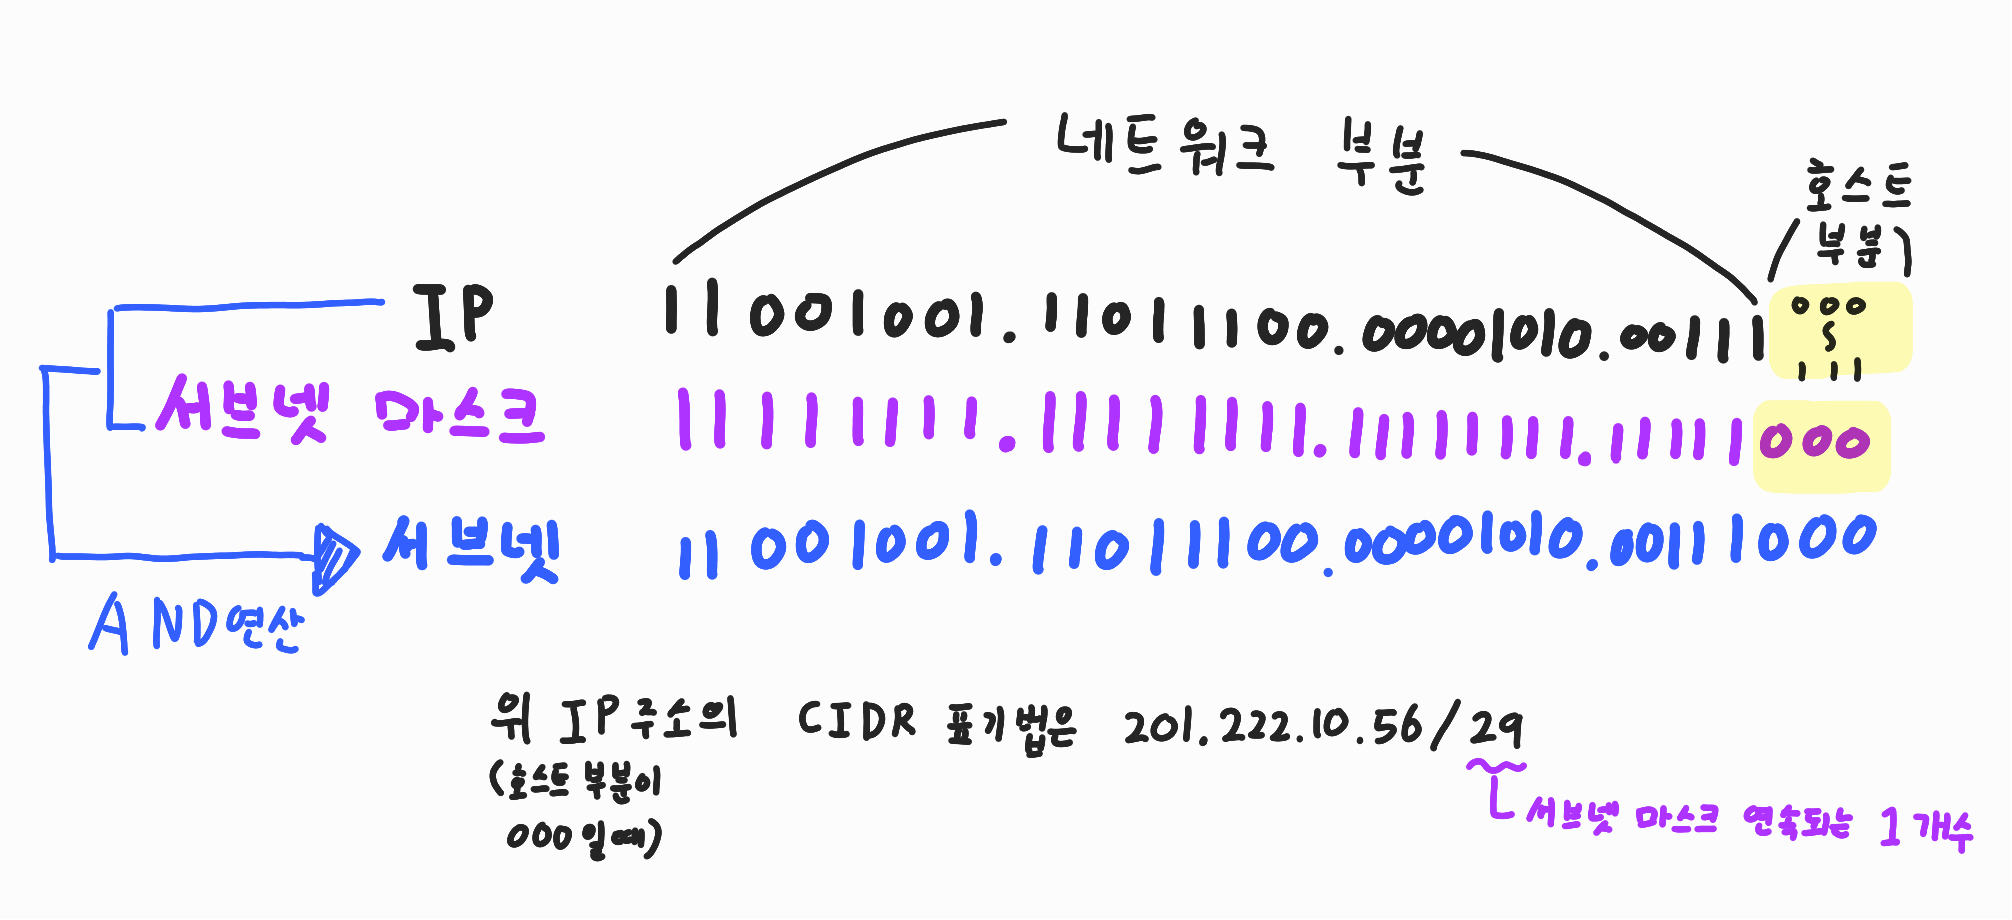 네트워크 부분
호스트
부분
IP 11001001.11011100.00001010.00111 000
~
111
서브넷 마스크 11111111.11111111.11111111.11111000
서브넷 11001001.11011100.00001010.00111000
AND연산
위 IP주소의 CIDR 표기법은 201.222.10.56/29
(호스트 부분이
000일때)
서브넷 마스크 연속되는 1 개수